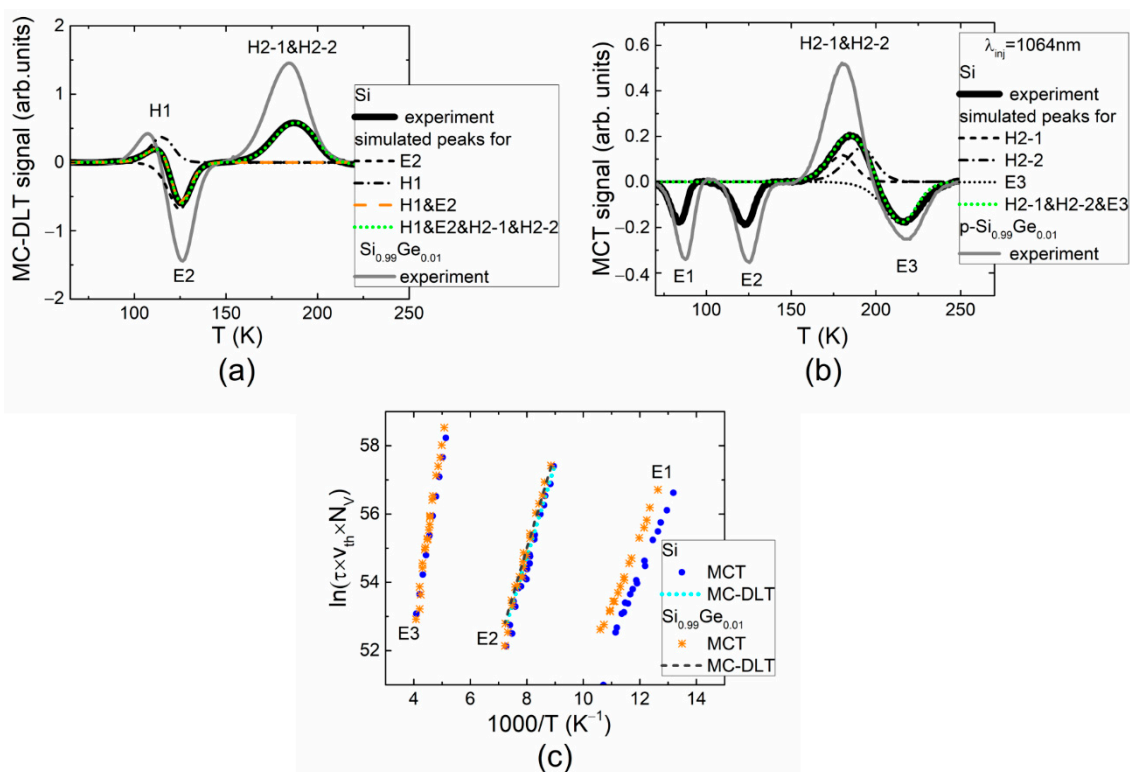 MC-DLT signal (arb.units)
2
1
0
−1
−2
100
150
200
250
T (K)
H1
H2-1&H2-2
E2
Si
experiment
simulated peaks for
E2
H1
H1&E2
H1&E2&H2-1&H2-2
Si0.99Ge0.01
experiment
(a)
MCT signal (arb. units)
0.6
0.4
0.2
0.0
−0.2
−0.4
100
150
200
250
T (K)
H2-1&H2-2
E1
E2
E3
λinj=1064nm
Si
experiment
simulated peaks for
H2-1
H2-2
E3
H2-1&H2-2&E3
p-Si0.99Ge0.01
experiment
(b)
ln(τ×vth×NV)
58
56
54
52
4
6
8
10
12
14
1000/T (K−1)
E3
E2
E1
Si
MCT
MC-DLT
Si0.99Ge0.01
MCT
MC-DLT
(c)